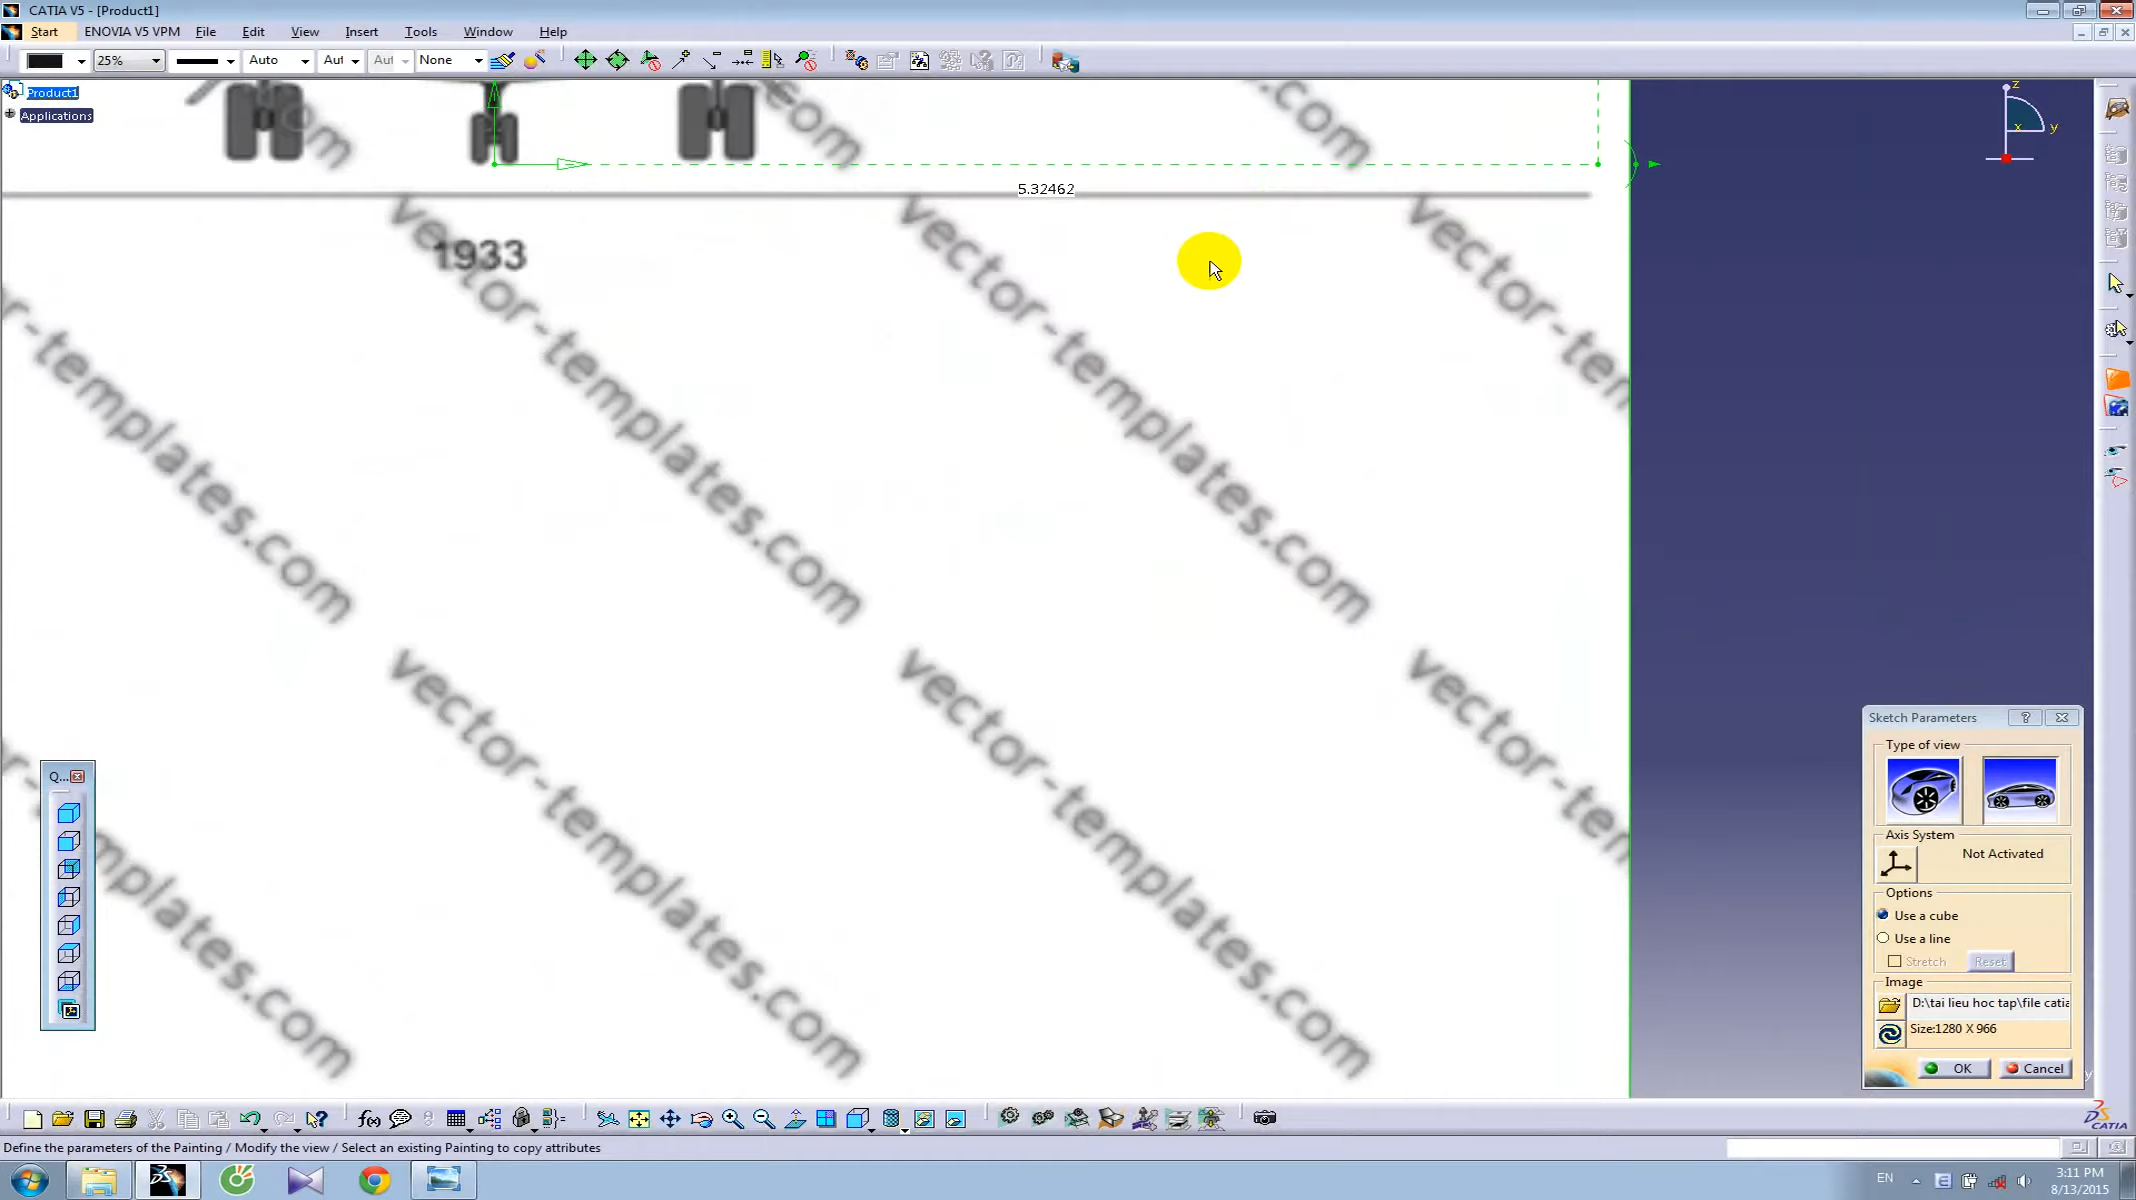 CATIA V5 - [Product1]
Start ENOVIA V5 VPM File Edit View Insert Tools Window Help
25% Auto Aut Aut None
Product1
Applications
z
x y
5.32462
1933
vector-templates.com
vector-templates.com
vector-tem
templates.com
vector-templates.com
vector-templates.com
vector-tem
templates.com
Sketch Parameters
Type of view
Axis System
Not Activated
Options
Use a cube
Use a line
Stretch Reset
Image
D:\tai lieu hoc tap\file catia
Size:1280 X 966
OK Cancel
Q...
f(x)
CATIA
Define the parameters of the Painting / Modify the view / Select an existing Painting to copy attributes
EN
3:11 PM
8/13/2015